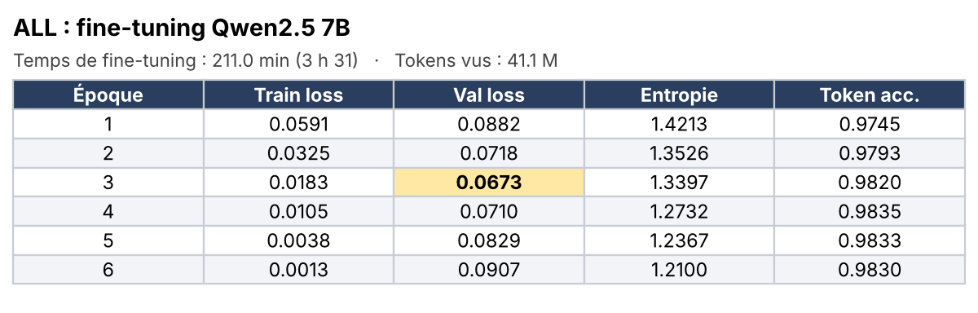 ALL : fine-tuning Qwen2.5 7B
Temps de fine-tuning : 211.0 min (3 h 31) · Tokens vus : 41.1 M
Époque Train loss Val loss Entropie Token acc.
1 0.0591 0.0882 1.4213 0.9745
2 0.0325 0.0718 1.3526 0.9793
3 0.0183 0.0673 1.3397 0.9820
4 0.0105 0.0710 1.2732 0.9835
5 0.0038 0.0829 1.2367 0.9833
6 0.0013 0.0907 1.2100 0.9830